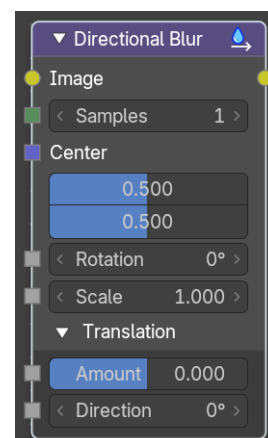 Directional Blur
Image
Samples 1
Center
0.500
0.500
Rotation 0°
Scale 1.000
Translation
Amount 0.000
Direction 0°